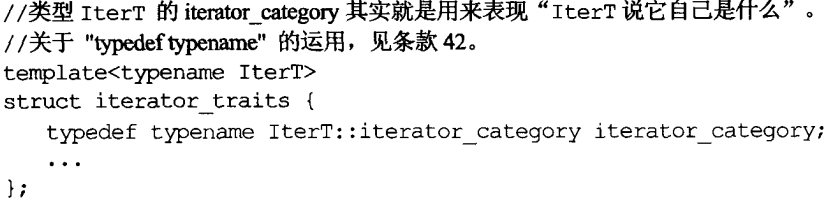 //类型 IterT 的 iterator_category 其实就是用来表现“IterT 说它自己是什么”。
//关于 "typedef typename" 的运用，见条款 42。
template<typename IterT>
struct iterator_traits {
typedef typename IterT::iterator_category iterator_category;
...
};